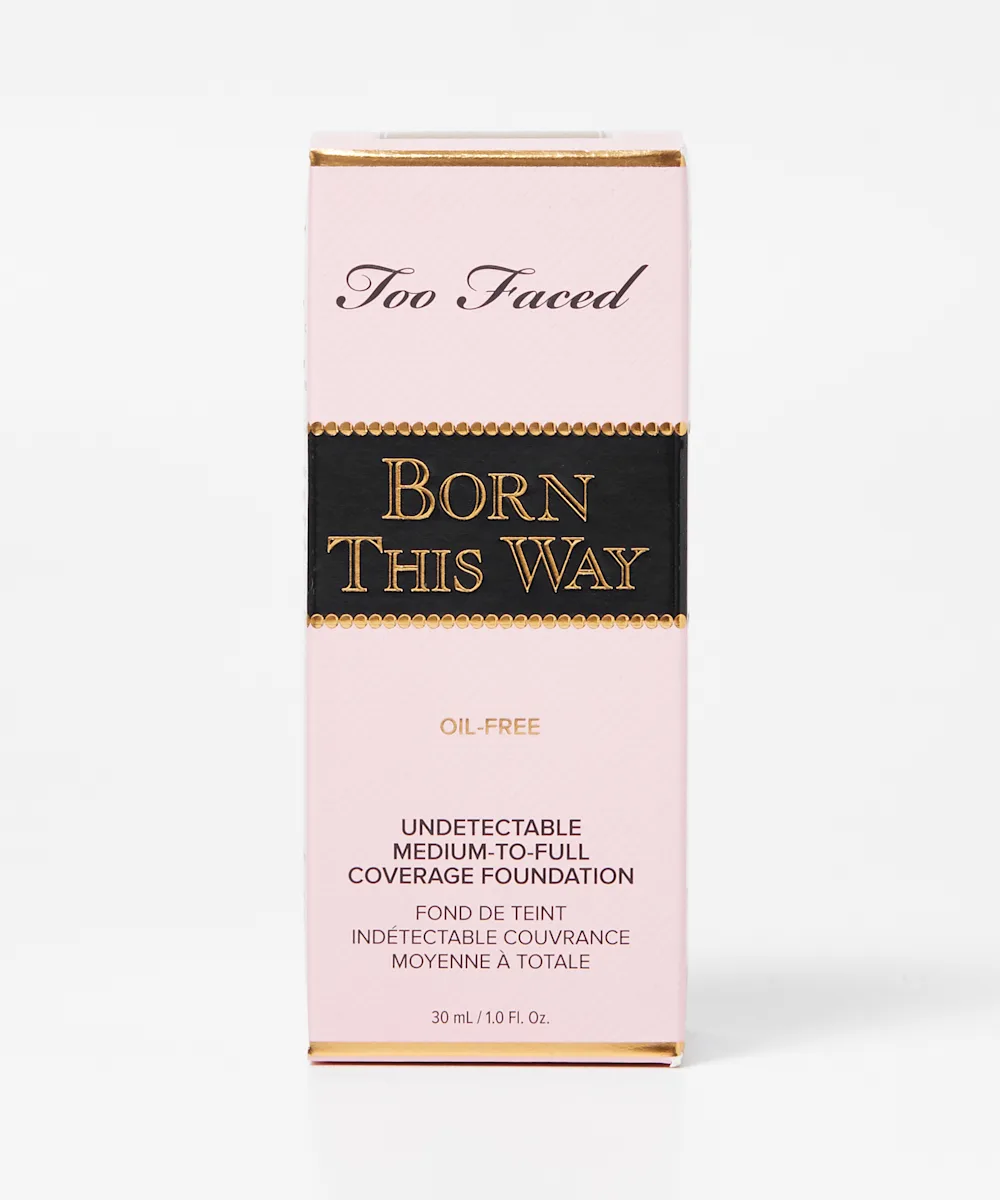 Too Faced
BORN
THIS WAY
OIL-FREE
UNDETECTABLE
MEDIUM-TO-FULL
COVERAGE FOUNDATION
FOND DE TEINT
INDÉTECTABLE COUVRANCE
MOYENNE À TOTALE
30 mL / 1.0 Fl. Oz.